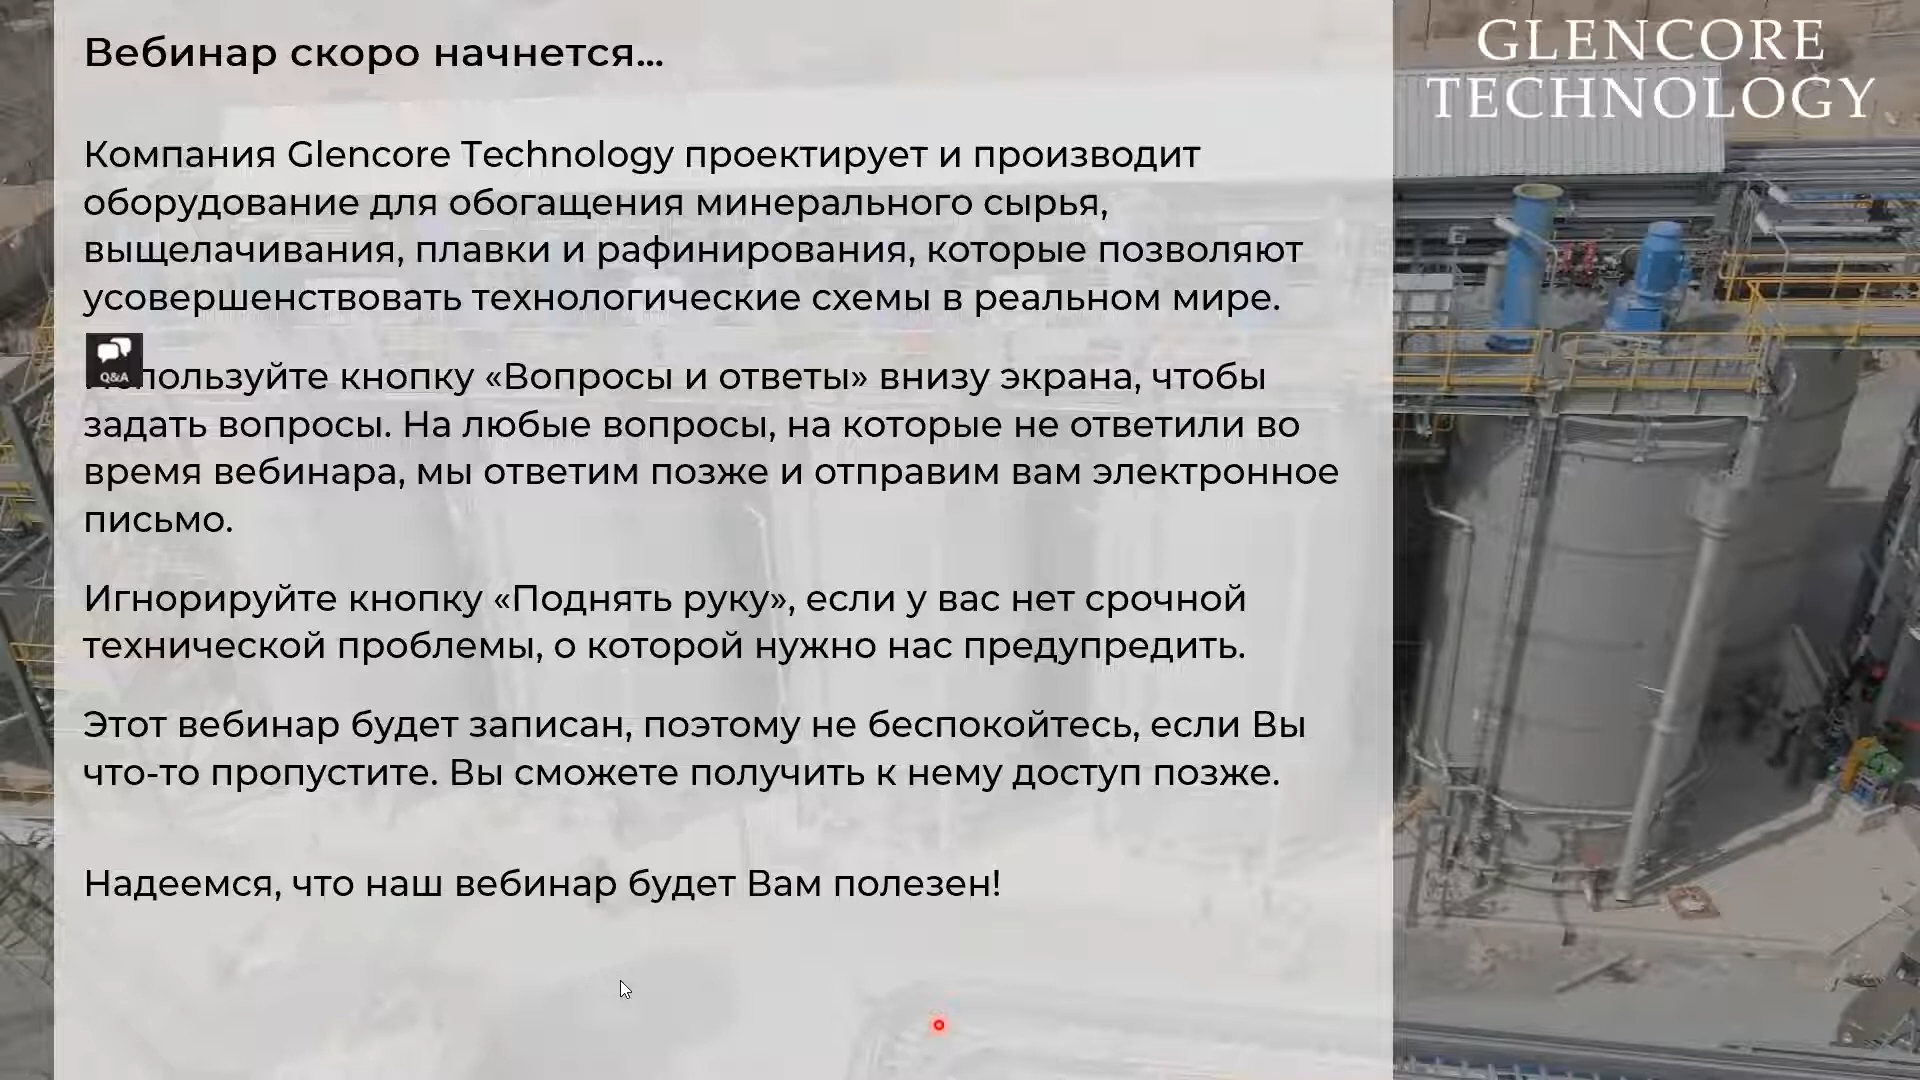 Вебинар скоро начнется...
GLENCORE
TECHNOLOGY
Компания Glencore Technology проектирует и производит
оборудование для обогащения минерального сырья,
выщелачивания, плавки и рафинирования, которые позволяют
усовершенствовать технологические схемы в реальном мире.
Q&A
пользуйте кнопку «Вопросы и ответы» внизу экрана, чтобы
задать вопросы. На любые вопросы, на которые не ответили во
время вебинара, мы ответим позже и отправим вам электронное
письмо.
Игнорируйте кнопку «Поднять руку», если у вас нет срочной
технической проблемы, о которой нужно нас предупредить.
Этот вебинар будет записан, поэтому не беспокойтесь, если Вы
что-то пропустите. Вы сможете получить к нему доступ позже.
Надеемся, что наш вебинар будет Вам полезен!